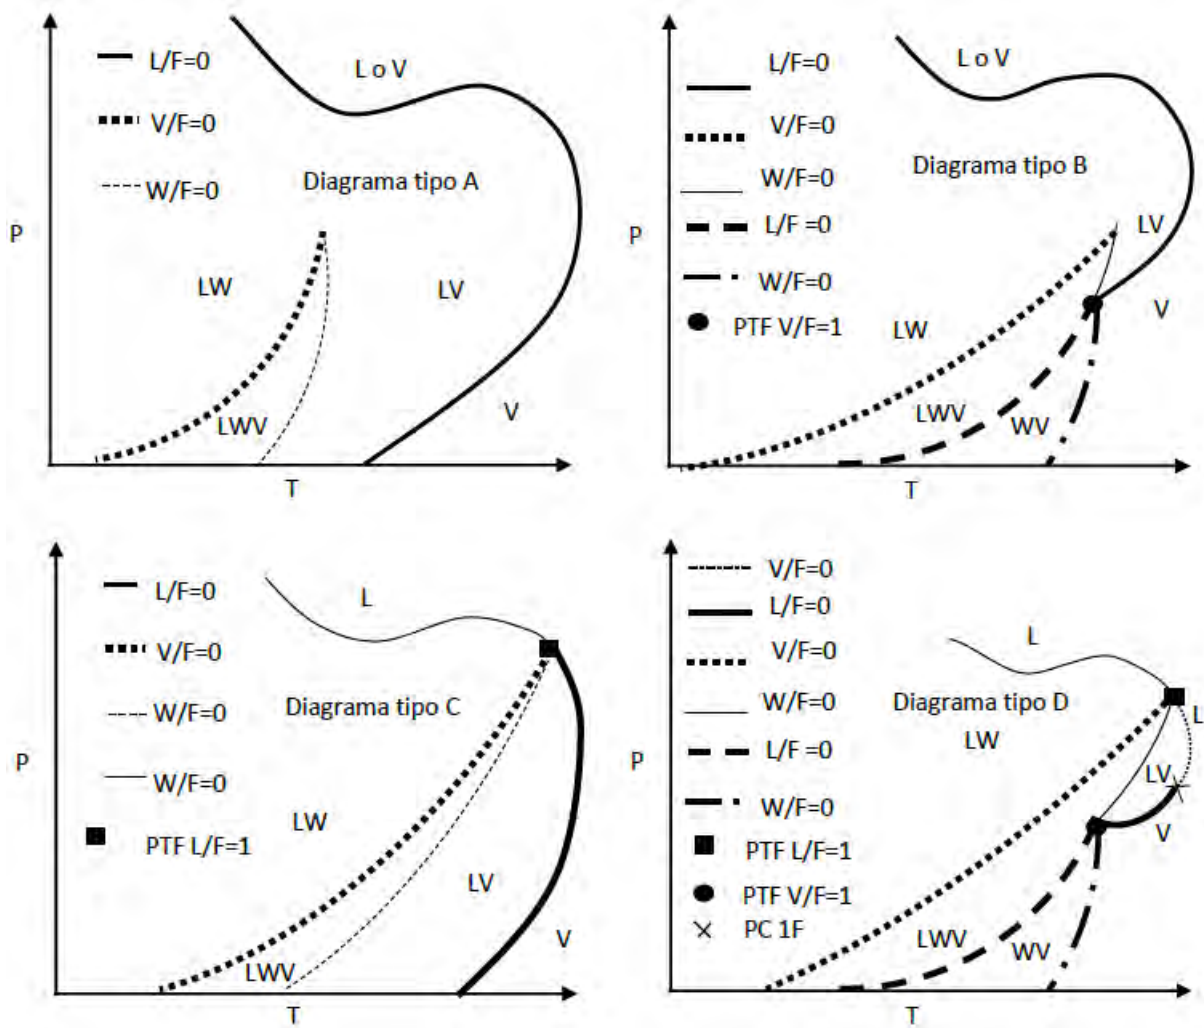 L/F=0
L o V
V/F=0
Diagrama tipo A
W/F=0
P
LW
LV
LWV
V
T
L/F=0
L o V
V/F=0
Diagrama tipo B
W/F=0
L/F=0
LV
P
W/F=0
V
PTF V/F=1
LW
LWV
WV
T
L/F=0
L
V/F=0
Diagrama tipo C
W/F=0
P
W/F=0
LW
PTF L/F=1
LV
V
LWV
T
V/F=0
L/F=0
L
V/F=0
Diagrama tipo D
W/F=0
L
LW
L/F=0
P
LV
W/F=0
V
PTF L/F=1
PTF V/F=1
PC 1F
LWV
WV
T